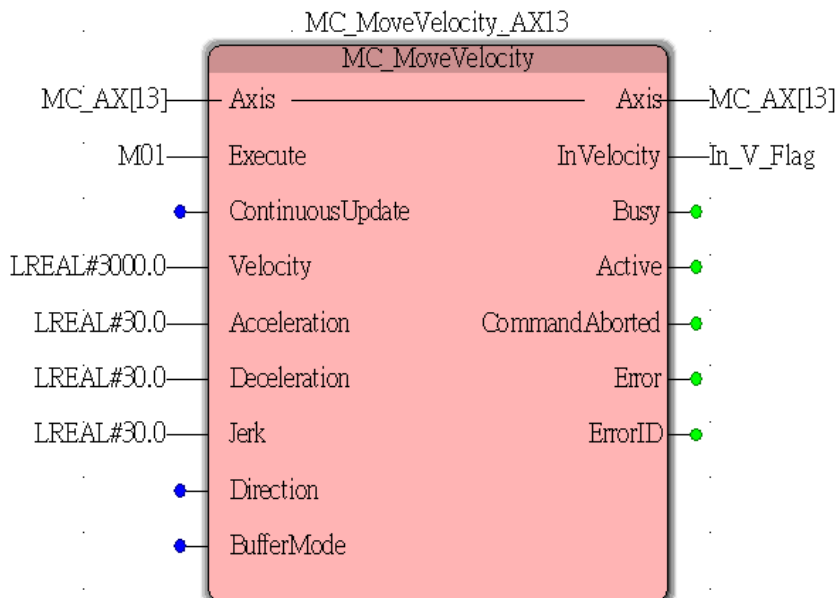 MC_MoveVelocity_AX13
MC_MoveVelocity
MC_AX[13] Axis Axis MC_AX[13]
M01 Execute InVelocity In_V_Flag
ContinuousUpdate Busy
LREAL#3000.0 Velocity Active
LREAL#30.0 Acceleration CommandAborted
LREAL#30.0 Deceleration Error
LREAL#30.0 Jerk ErrorID
Direction
BufferMode